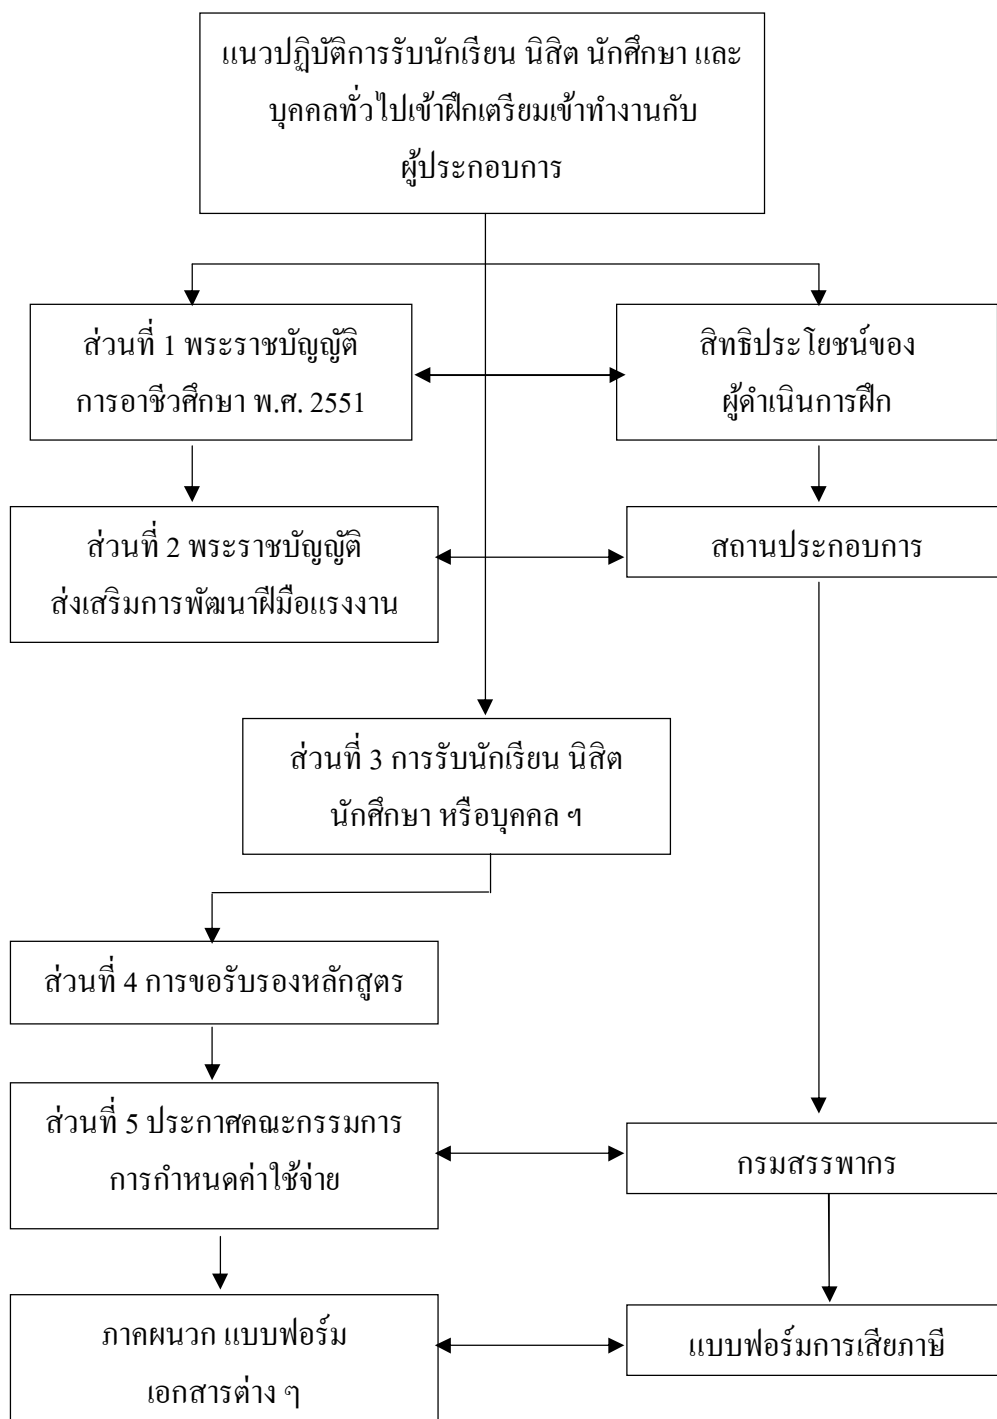 แนวปฏิบัติการรับนักเรียน นิสิต นักศึกษา และ
บุคคลทั่วไปเข้าฝึกเตรียมเข้าทำงานกับ
ผู้ประกอบการ
ส่วนที่ 1 พระราชบัญญัติ
การอาชีวศึกษา พ.ศ. 2551
สิทธิประโยชน์ของ
ผู้ดำเนินการฝึก
ส่วนที่ 2 พระราชบัญญัติ
ส่งเสริมการพัฒนาฝีมือแรงงาน
สถานประกอบการ
ส่วนที่ 3 การรับนักเรียน นิสิต
นักศึกษา หรือบุคคล ฯ
ส่วนที่ 4 การขอรับรองหลักสูตร
ส่วนที่ 5 ประกาศคณะกรรมการ
การกำหนดค่าใช้จ่าย
กรมสรรพากร
ภาคผนวก แบบฟอร์ม
เอกสารต่าง ๆ
แบบฟอร์มการเสียภาษี